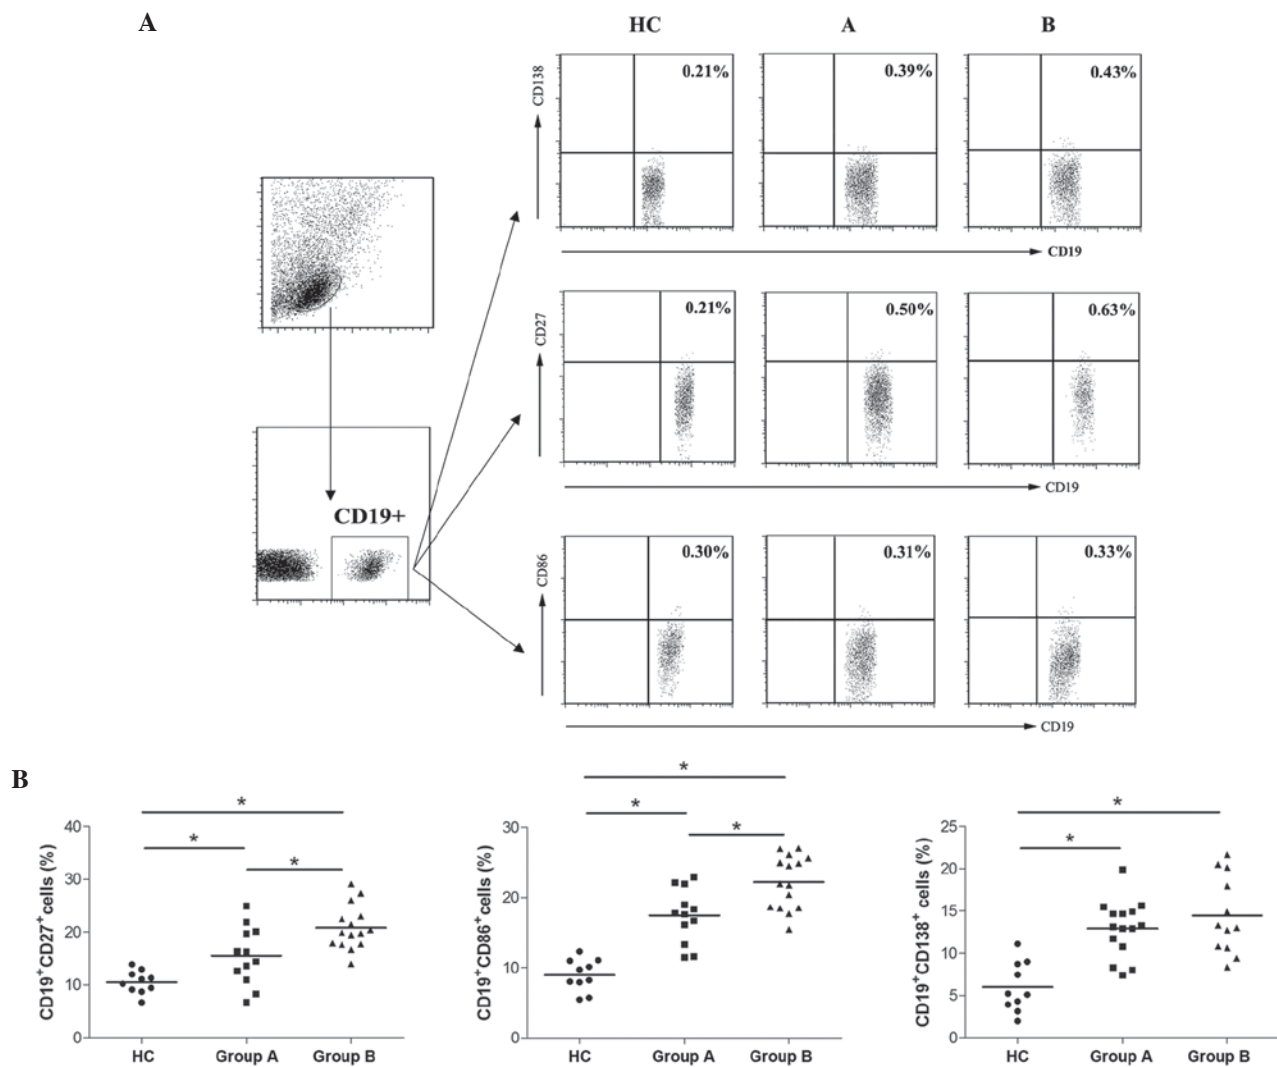 A
HC A B
CD138
0.21% 0.39% 0.43%
CD19
CD27
0.21% 0.50% 0.63%
CD19
CD19+
CD86
0.30% 0.31% 0.33%
CD19
B
* * *
CD19+CD27+cells (%)
40
30
20
10
0
HC Group A Group B
* * *
CD19+CD86+cells (%)
30
20
10
0
HC Group A Group B
* *
CD19+CD138+ cells (%)
25
20
15
10
5
0
HC Group A Group B